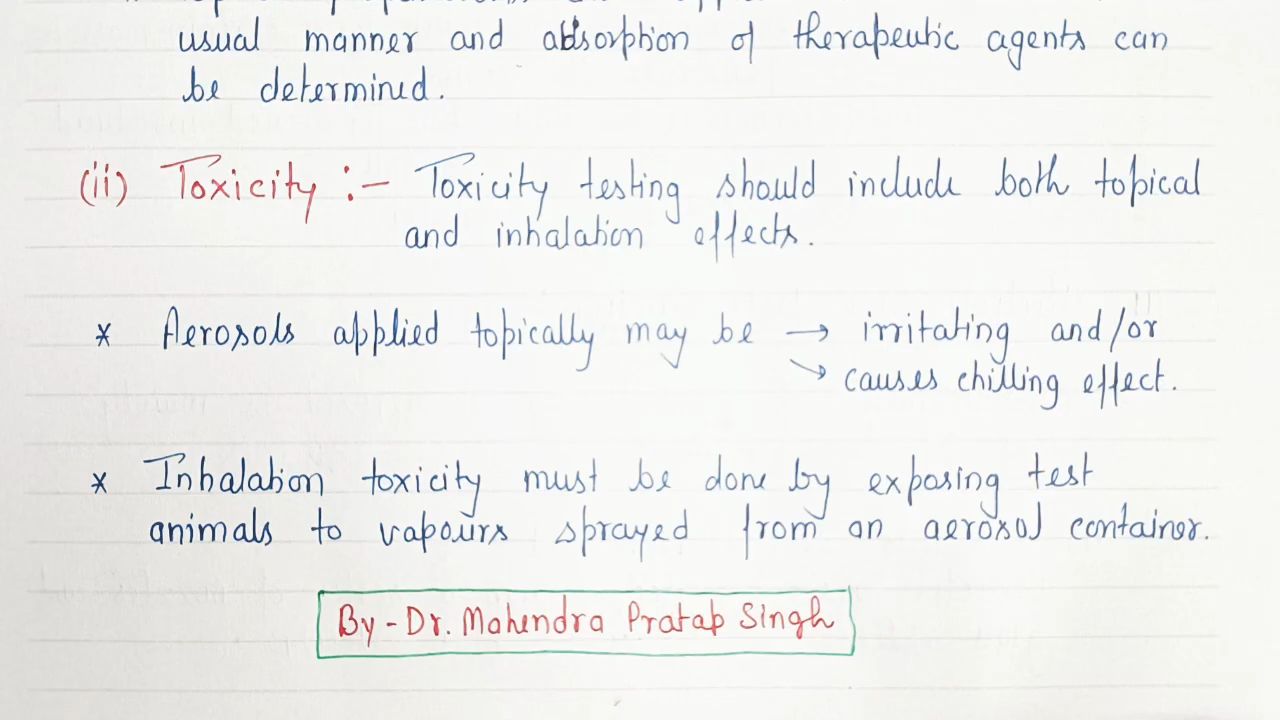 usual manner and absorption of therapeutic agents can
be determined.
(ii) Toxicity :- Toxicity testing should include both topical
and inhalation effects.
* Aerosols applied topically may be → irritating and/or
↘ causes chilling effect.
* Inhalation toxicity must be done by exposing test
animals to vapours sprayed from an aerosol container.
By - Dr. Mahendra Pratap Singh